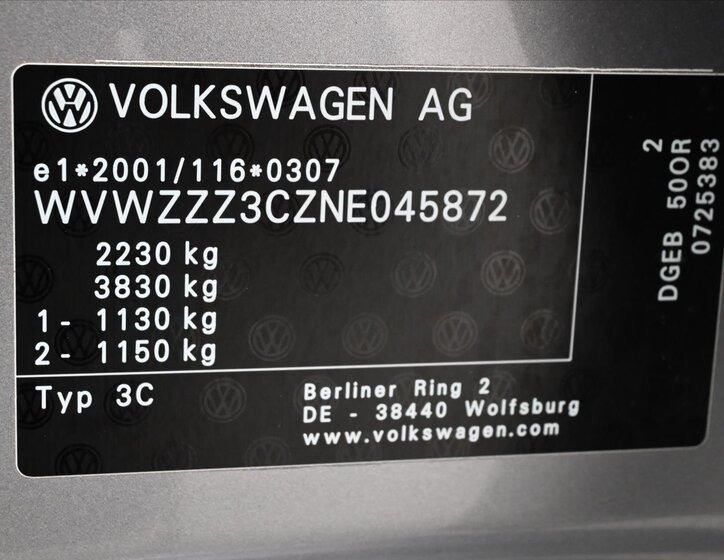 VOLKSWAGEN AG
e1*2001/116*0307
WVWZZZ3CZNE045872
2230 kg
3830 kg
1 - 1130 kg
2 - 1150 kg
Typ 3C
Berliner Ring 2
DE - 38440 Wolfsburg
www.volkswagen.com
2
DGEB 50OR
0725383